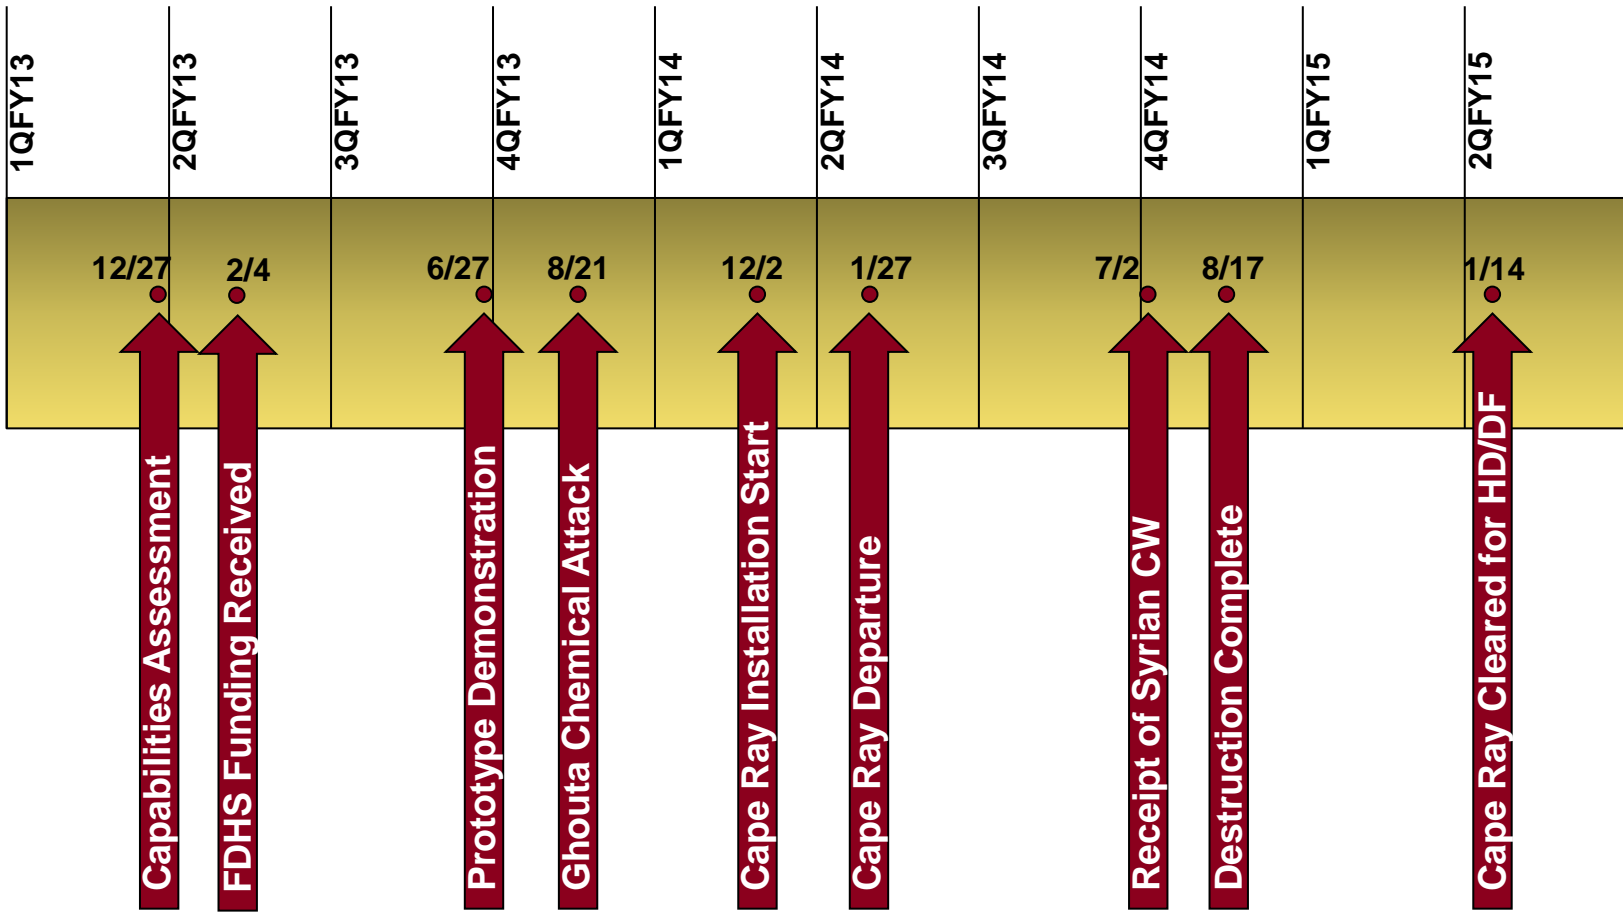 1QFY13
2QFY13
3QFY13
4QFY13
1QFY14
2QFY14
3QFY14
4QFY14
1QFY15
2QFY15
12/27
2/4
6/27
8/21
12/2
1/27
7/2
8/17
1/14
Capabilities Assessment
FDHS Funding Received
Prototype Demonstration
Ghouta Chemical Attack
Cape Ray Installation Start
Cape Ray Departure
Receipt of Syrian CW
Destruction Complete
Cape Ray Cleared for HD/DF